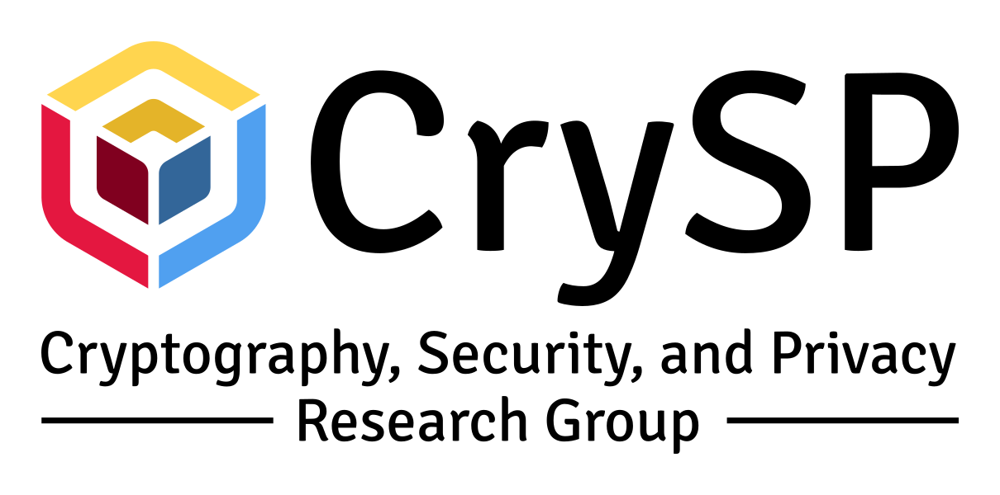 CrySP
Cryptography, Security, and Privacy
Research Group